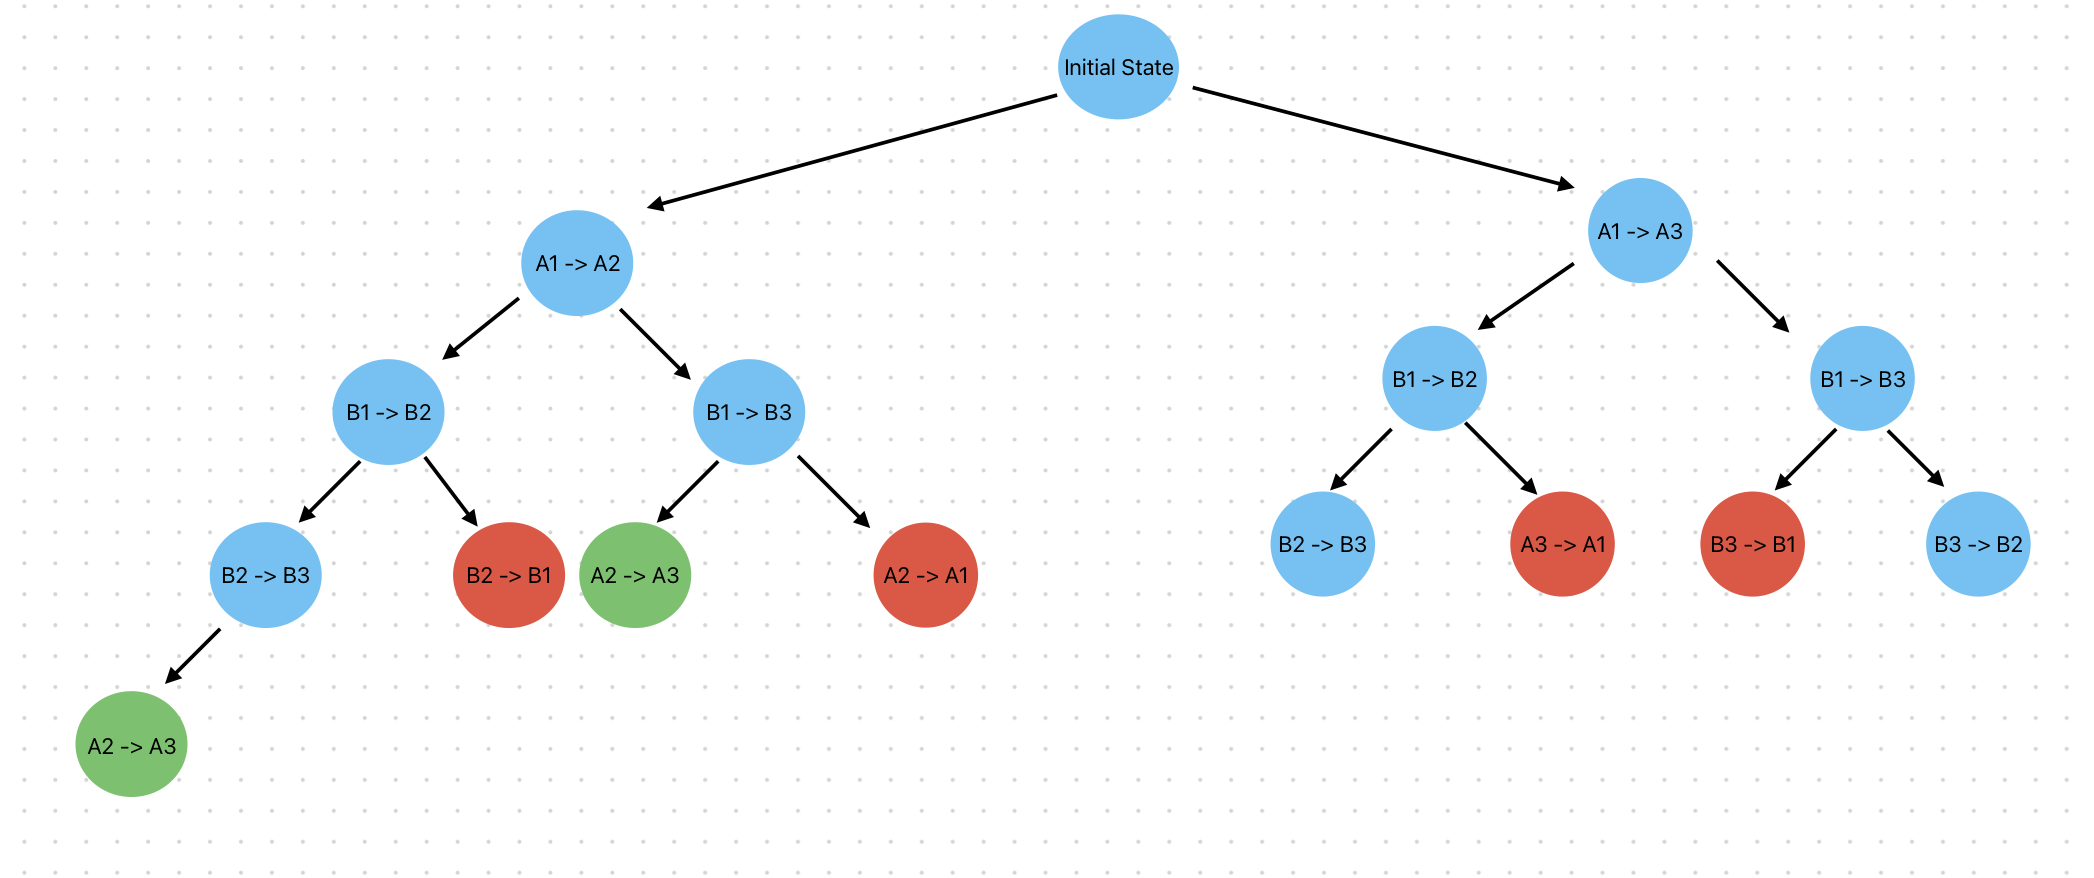 Initial State
A1 -> A3
A1 -> A2
B1 -> B2
B1 -> B3
B1 -> B2
B1 -> B3
B2 -> B3
A3 -> A1
B3 -> B1
B3 -> B2
B2 -> B3
B2 -> B1
A2 -> A3
A2 -> A1
A2 -> A3